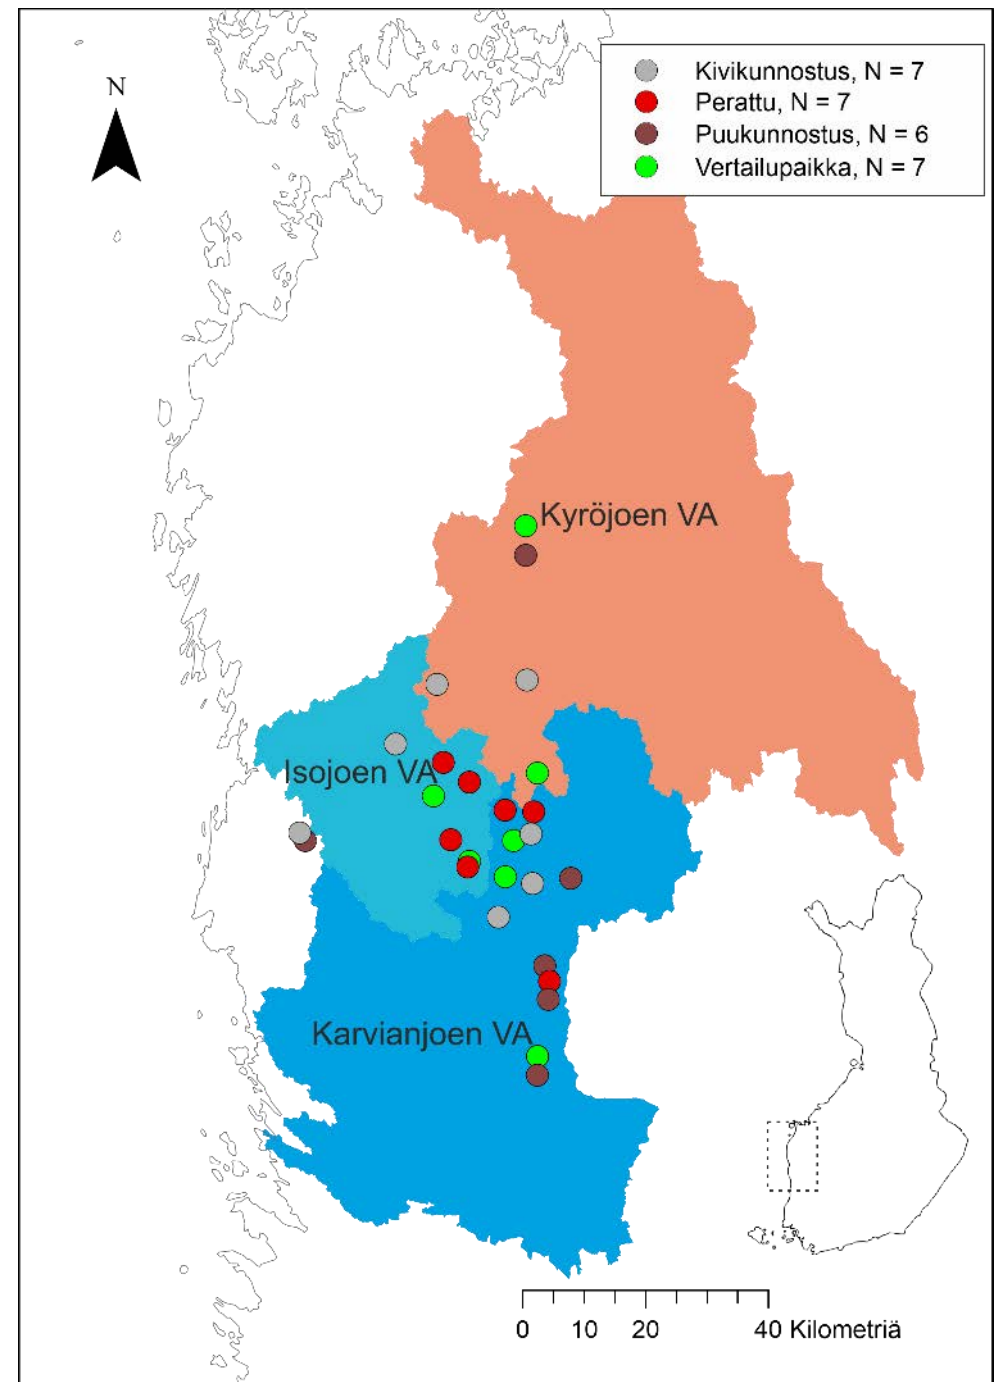 N
Kivikunnostus, N = 7
Perattu, N = 7
Puukunnostus, N = 6
Vertailupaikka, N = 7
Kyröjoen VA
Isojoen VA
Karvianjoen VA
0 10 20 40 Kilometriä